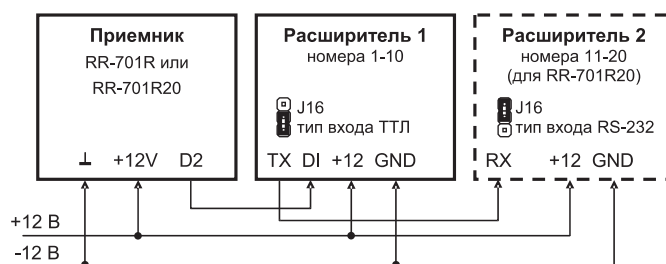 Приемник
RR-701R или
RR-701R20
⊥ +12V D2
Расширитель 1
номера 1-10
J16
тип входа ТТЛ
TX DI +12 GND
Расширитель 2
номера 11-20
(для RR-701R20)
J16
тип входа RS-232
RX +12 GND
+12 В
-12 В